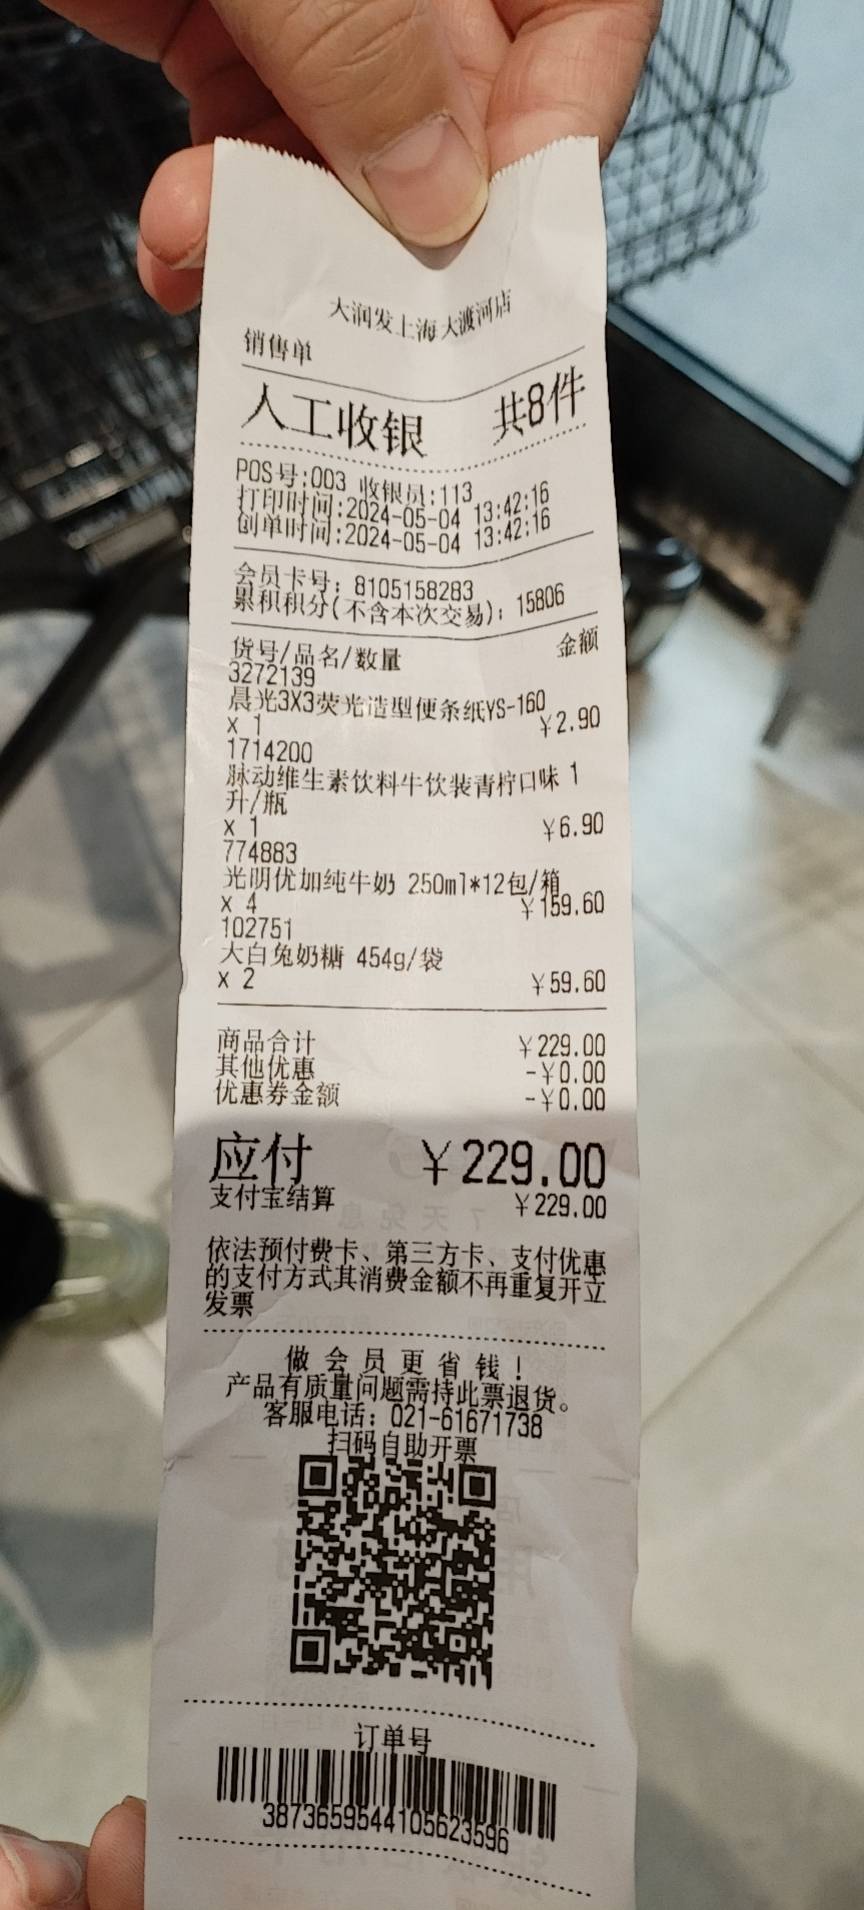 大润发上海大渡河店
销售单
人工收银 共8件
POS号:003 收银员:113
打印时间:2024-05-04 13:42:16
创单时间:2024-05-04 13:42:16
会员卡号: 8105158283
累积积分(不含本次交易): 15806
货号/品名/数量 金额
3272139
晨光3X3荧光造型便条纸YS-160
x 1 ¥2.90
1714200
脉动维生素饮料牛饮装青柠口味 1
升/瓶
x 1 ¥6.90
774883
光明优加纯牛奶 250ml*12包/箱
x 4 ¥159.60
102751
大白兔奶糖 454g/袋
x 2 ¥59.60
商品合计 ¥229.00
其他优惠 -¥0.00
优惠券金额 -¥0.00
应付 ¥229.00
支付宝结算 ¥229.00
依法预付费卡、第三方卡、支付优惠
的支付方式其消费金额不再重复开立
发票
做会员更省钱!
产品有质量问题需持此票退货。
客服电话: 021-61671738
扫码自助开票
订单号
3873659544105623596